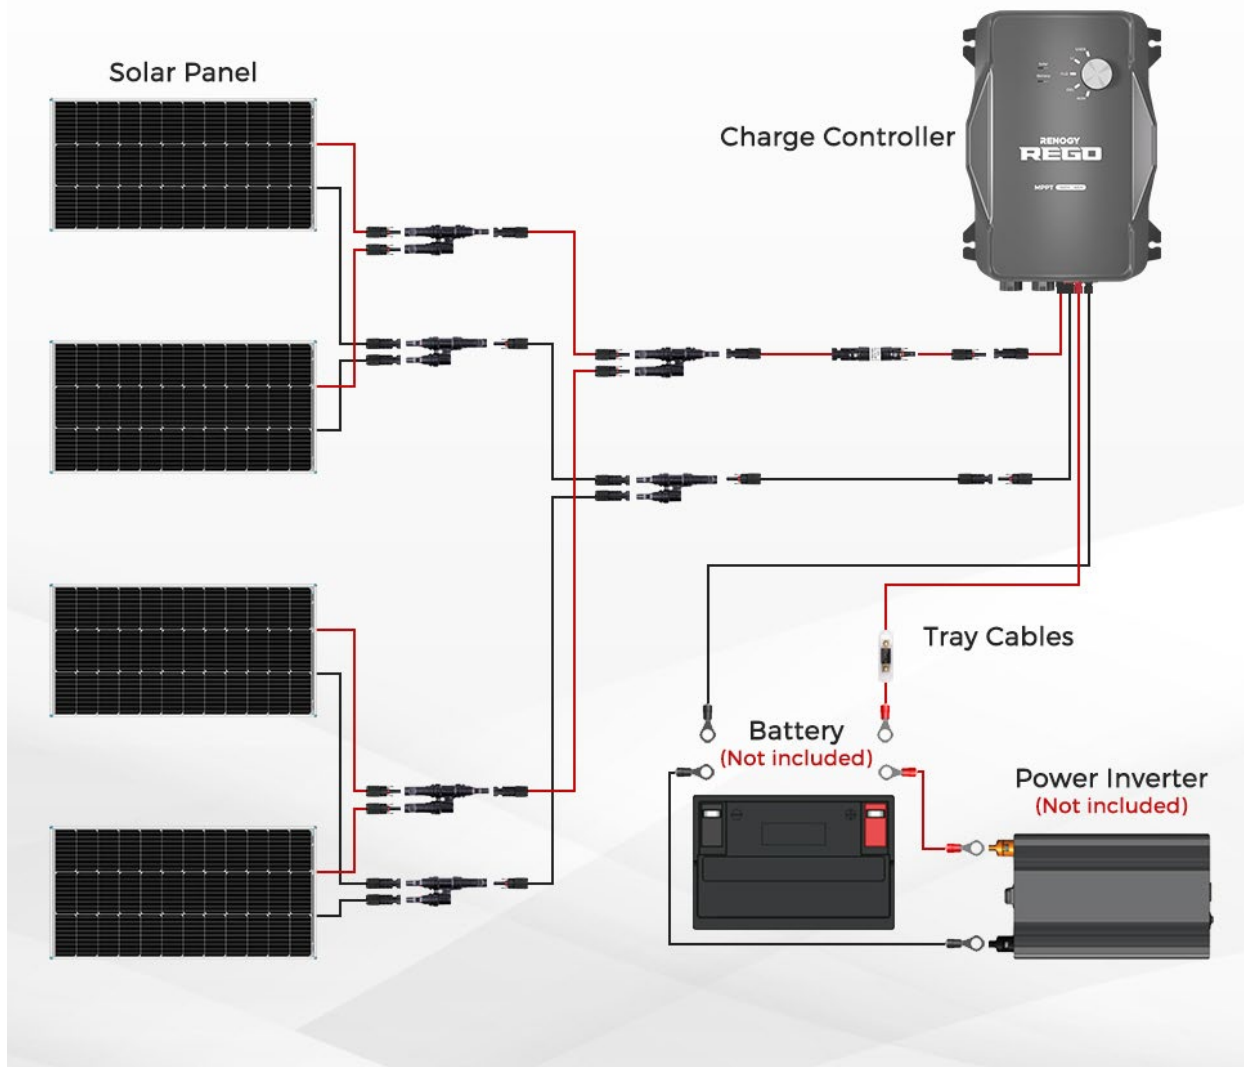 Solar Panel
Charge Controller
RENOGY
REGO
MPPT
Tray Cables
Battery
(Not included)
Power Inverter
(Not included)